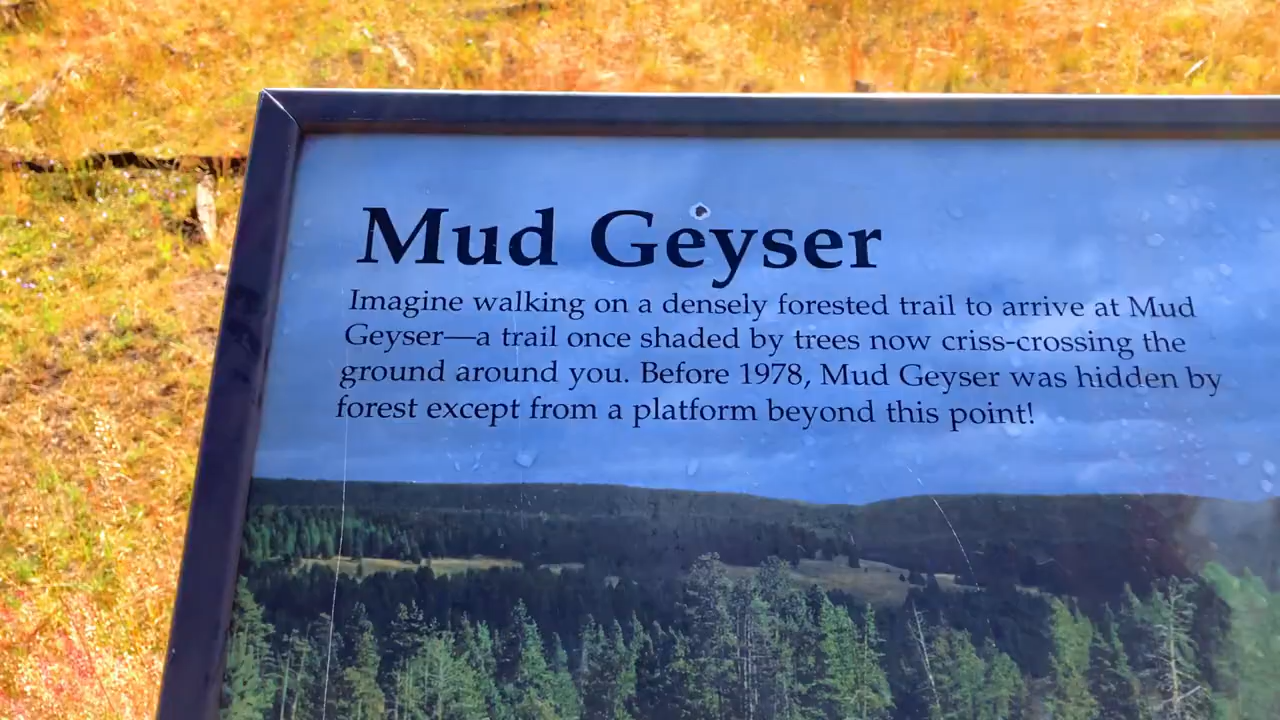 Mud Geyser
Imagine walking on a densely forested trail to arrive at Mud
Geyser—a trail once shaded by trees now criss-crossing the
ground around you. Before 1978, Mud Geyser was hidden by
forest except from a platform beyond this point!